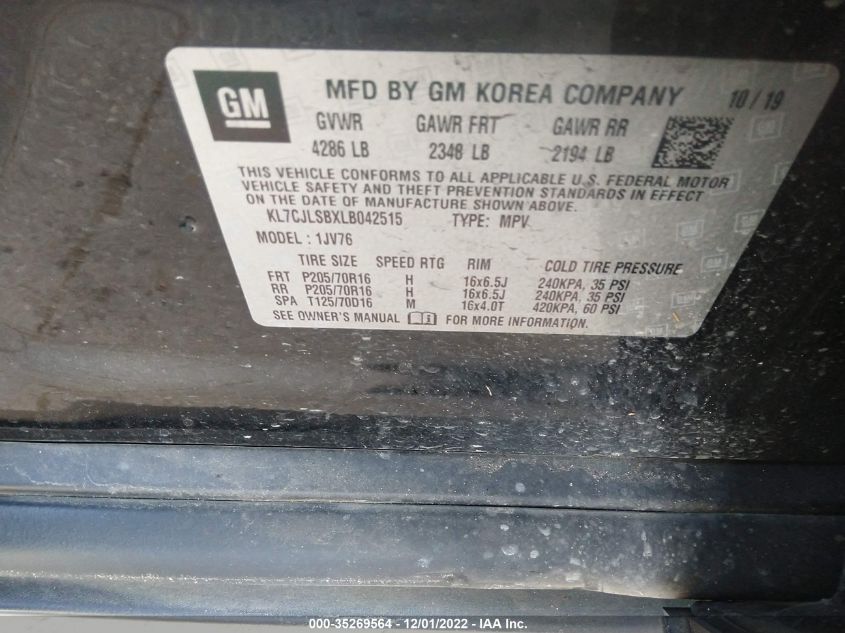 GM
MFD BY GM KOREA COMPANY 10/19
GVWR GAWR FRT GAWR RR
4286 LB 2348 LB 2194 LB
THIS VEHICLE CONFORMS TO ALL APPLICABLE U.S. FEDERAL MOTOR
VEHICLE SAFETY AND THEFT PREVENTION STANDARDS IN EFFECT
ON THE DATE OF MANUFACTURE SHOWN ABOVE.
KL7CJLSBXLB042515 TYPE: MPV
MODEL: 1JV76
TIRE SIZE SPEED RTG RIM COLD TIRE PRESSURE
FRT P205/70R16 H 16x6.5J 240KPA, 35 PSI
RR P205/70R16 H 16x6.5J 240KPA, 35 PSI
SPA T125/70D16 M 16x4.0T 420KPA, 60 PSI
SEE OWNER'S MANUAL FOR MORE INFORMATION.
000-35269564 - 12/01/2022 - IAA Inc.